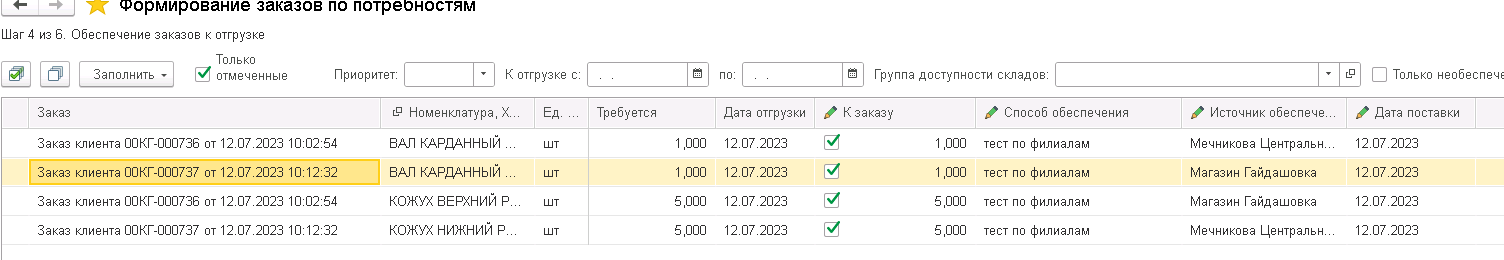 Формирование заказов по потребностям
Шаг 4 из 6. Обеспечение заказов к отгрузке
Заполнить Только отмеченные Приоритет: К отгрузке с: . . по: . . Группа доступности складов: Только необеспече
Заказ Номенклатура, Х... Ед. ... Требуется Дата отгрузки К заказу Способ обеспечения Источник обеспече... Дата поставки
Заказ клиента 00КГ-000736 от 12.07.2023 10:02:54 ВАЛ КАРДАННЫЙ ... шт 1,000 12.07.2023 1,000 тест по филиалам Мечникова Центральн... 12.07.2023
Заказ клиента 00КГ-000737 от 12.07.2023 10:12:32 ВАЛ КАРДАННЫЙ ... шт 1,000 12.07.2023 1,000 тест по филиалам Магазин Гайдашовка 12.07.2023
Заказ клиента 00КГ-000736 от 12.07.2023 10:02:54 КОЖУХ ВЕРХНИЙ Р... шт 5,000 12.07.2023 5,000 тест по филиалам Магазин Гайдашовка 12.07.2023
Заказ клиента 00КГ-000737 от 12.07.2023 10:12:32 КОЖУХ НИЖНИЙ Р... шт 5,000 12.07.2023 5,000 тест по филиалам Мечникова Центральн... 12.07.2023